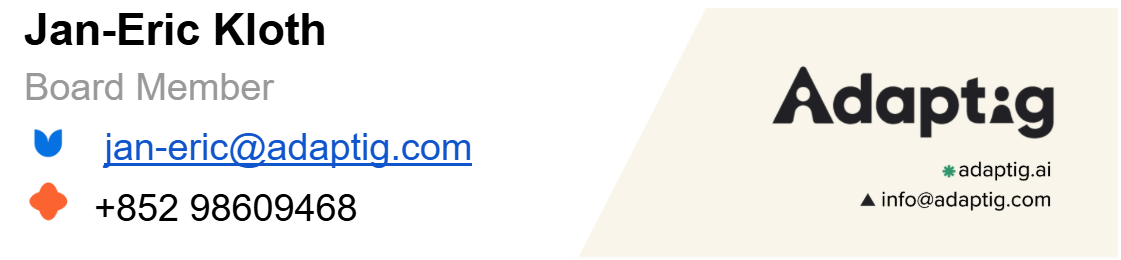 Jan-Eric Kloth
Board Member
jan-eric@adaptig.com
+852 98609468
Adaptig
adaptig.ai
info@adaptig.com